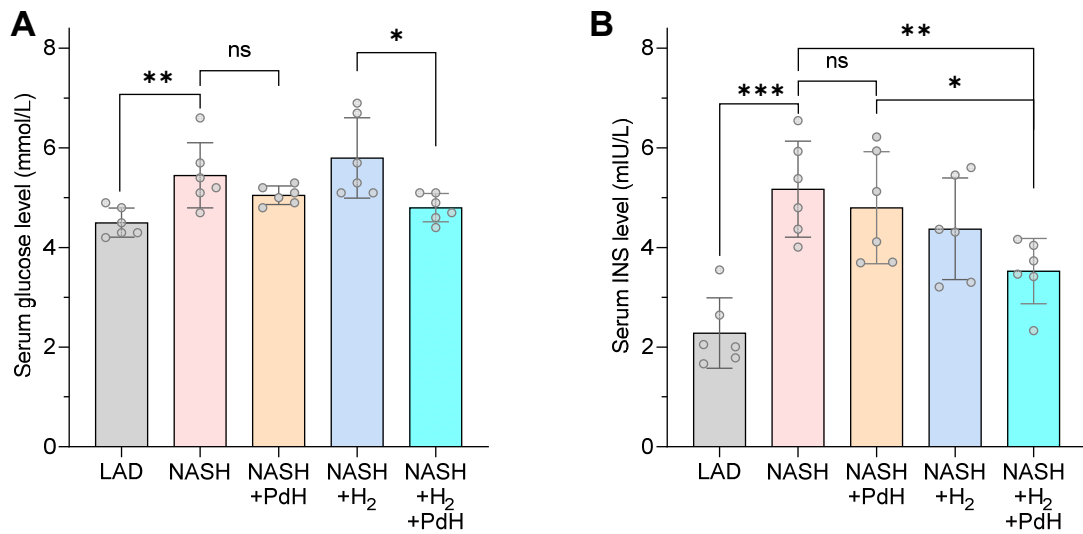 A
Serum glucose level (mmol/L)
8
6
4
2
0
**
ns
*
LAD
NASH
NASH
+PdH
NASH
+H₂
NASH
+H₂
+PdH
B
Serum INS level (mIU/L)
8
6
4
2
0
***
ns
**
*
LAD
NASH
NASH
+PdH
NASH
+H₂
NASH
+H₂
+PdH